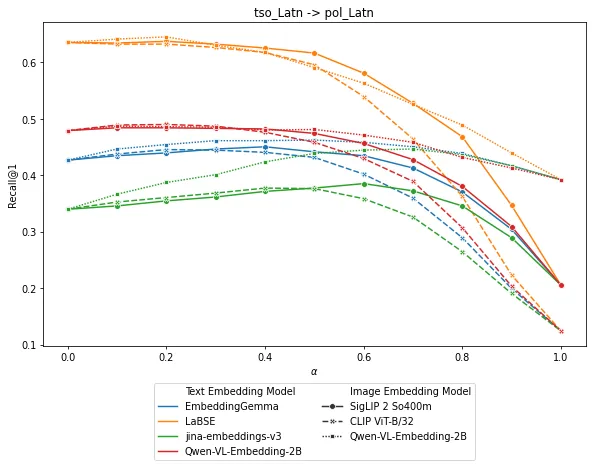 tso_Latn -> pol_Latn
Recall@1
0.6
0.5
0.4
0.3
0.2
0.1
0.0 0.2 0.4 0.6 0.8 1.0
α
Text Embedding Model Image Embedding Model
EmbeddingGemma SigLIP 2 So400m
LaBSE CLIP ViT-B/32
jina-embeddings-v3 Qwen-VL-Embedding-2B
Qwen-VL-Embedding-2B